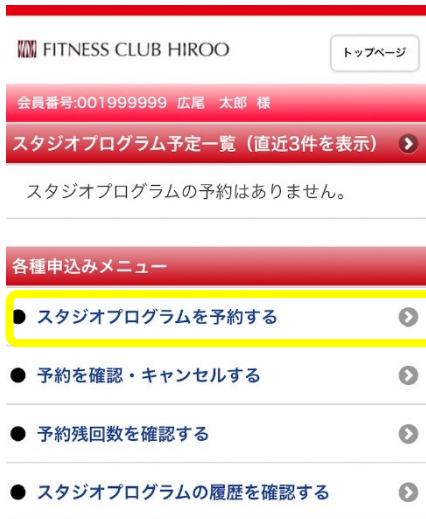 FITNESS CLUB HIROO
トップページ
会員番号:001999999 広尾 太郎 様
スタジオプログラム予定一覧（直近3件を表示）
スタジオプログラムの予約はありません。
各種申込みメニュー
● スタジオプログラムを予約する
● 予約を確認・キャンセルする
● 予約残回数を確認する
● スタジオプログラムの履歴を確認する